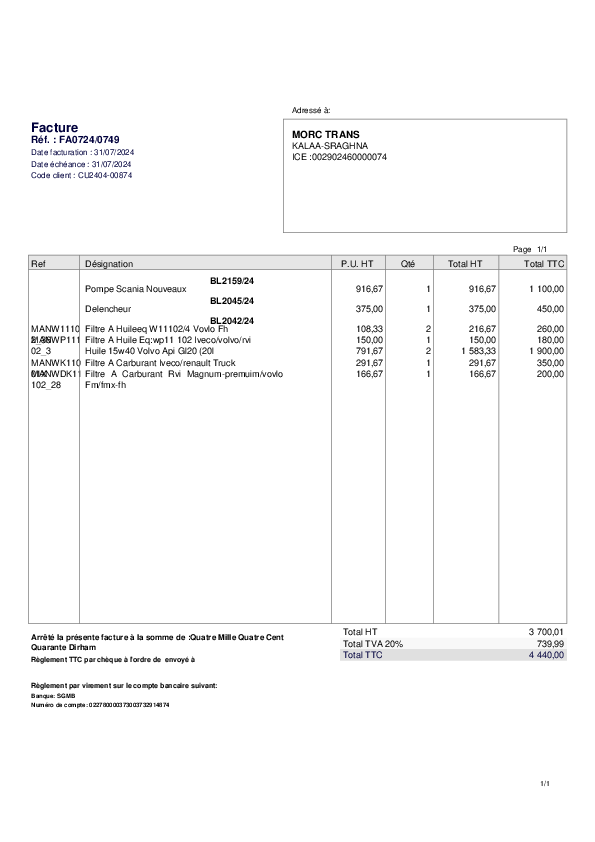 Adressé à:
Facture
Réf. : FA0724/0749
Date facturation : 31/07/2024
Date échéance : 31/07/2024
Code client : CU2404-00874
MORC TRANS
KALAA-SRAGHNA
ICE :002902460000074
Page 1/1
Ref Désignation P.U. HT Qté Total HT Total TTC
BL2159/24
Pompe Scania Nouveaux 916,67 1 916,67 1 100,00
BL2045/24
Delencheur 375,00 1 375,00 450,00
BL2042/24
MANW1110 Filtre A Huileeq W11102/4 Vovlo Fh 108,33 2 216,67 260,00
MANWP111 Filtre A Huile Eq:wp11 102 Iveco/volvo/rvi 150,00 1 150,00 180,00
02_3 Huile 15w40 Volvo Api Gl20 (20l 791,67 2 1 583,33 1 900,00
MANWK110 Filtre A Carburant Iveco/renault Truck 291,67 1 291,67 350,00
MANWDK11 Filtre A Carburant Rvi Magnum-premuim/vovlo 166,67 1 166,67 200,00
102_28 Fm/fmx-fh
Total HT 3 700,01
Total TVA 20% 739,99
Total TTC 4 440,00
Arrêté la présente facture à la somme de :Quatre Mille Quatre Cent
Quarante Dirham
Règlement TTC par chèque à l'ordre de envoyé à
Règlement par virement sur le compte bancaire suivant:
Banque: SGMB
Numéro de compte: 022780000373003732914874
1/1